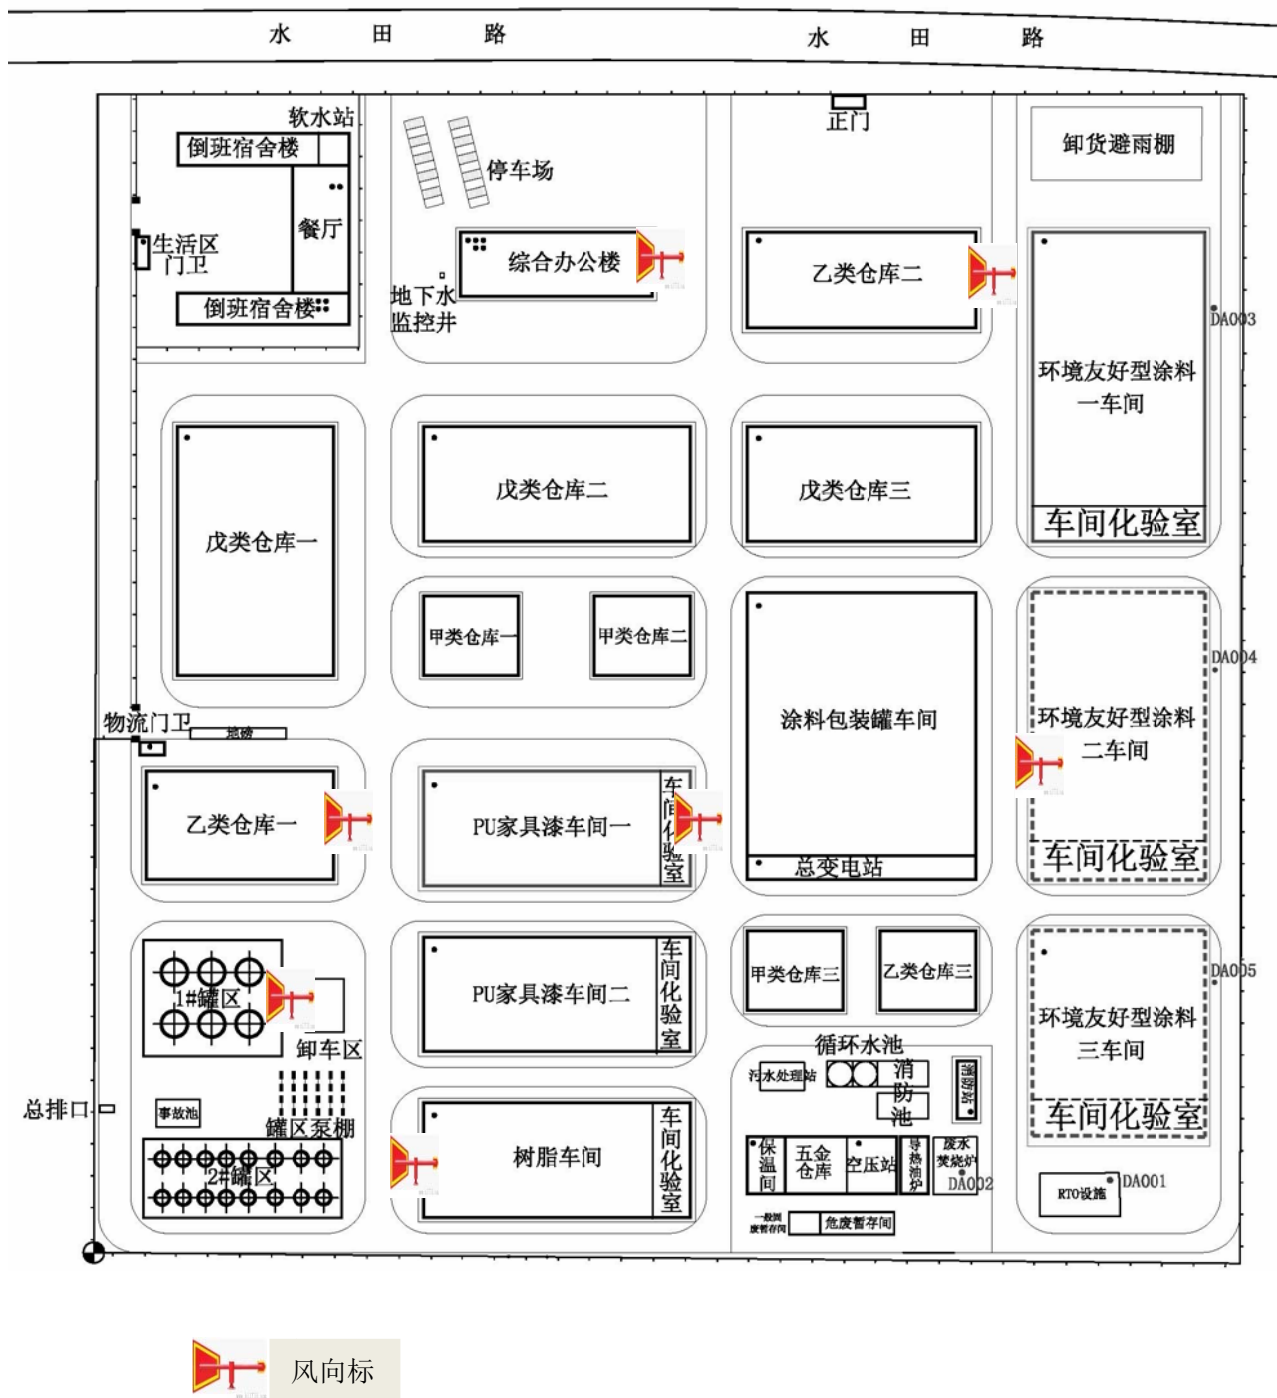 水田路
水田路
软水站
倒班宿舍楼
停车场
正门
卸货避雨棚
餐厅
生活区
门卫
综合办公楼
乙类仓库二
倒班宿舍楼
地下水
监控井
DA003
环境友好型涂料
一车间
戊类仓库一
戊类仓库二
戊类仓库三
车间化验室
甲类仓库一
甲类仓库二
DA004
物流门卫
地磅
涂料包装罐车间
环境友好型涂料
二车间
乙类仓库一
PU家具漆车间一
车间化验室
总变电站
车间化验室
1#罐区
卸车区
PU家具漆车间二
车间化验室
甲类仓库三
乙类仓库三
DA005
环境友好型涂料
三车间
循环水池
污水处理站
消防池
消防站
总排口
事故池
罐区泵棚
车间化验室
2#罐区
树脂车间
车间化验室
保温间
五金
仓库
空压站
导热油炉
废水
焚烧炉
DA002
RTO设施
DA001
一般固
废暂存间
危废暂存间
风向标